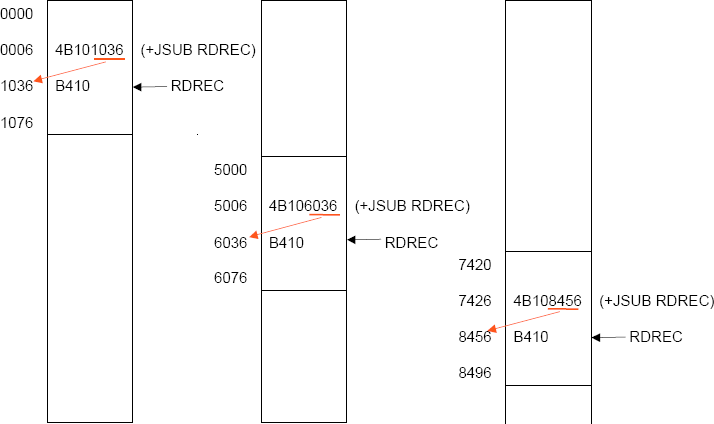 0000
0006 4B101036 (+JSUB RDREC)
1036 B410 RDREC
1076
5000
5006 4B106036 (+JSUB RDREC)
6036 B410 RDREC
6076
7420
7426 4B108456 (+JSUB RDREC)
8456 B410 RDREC
8496